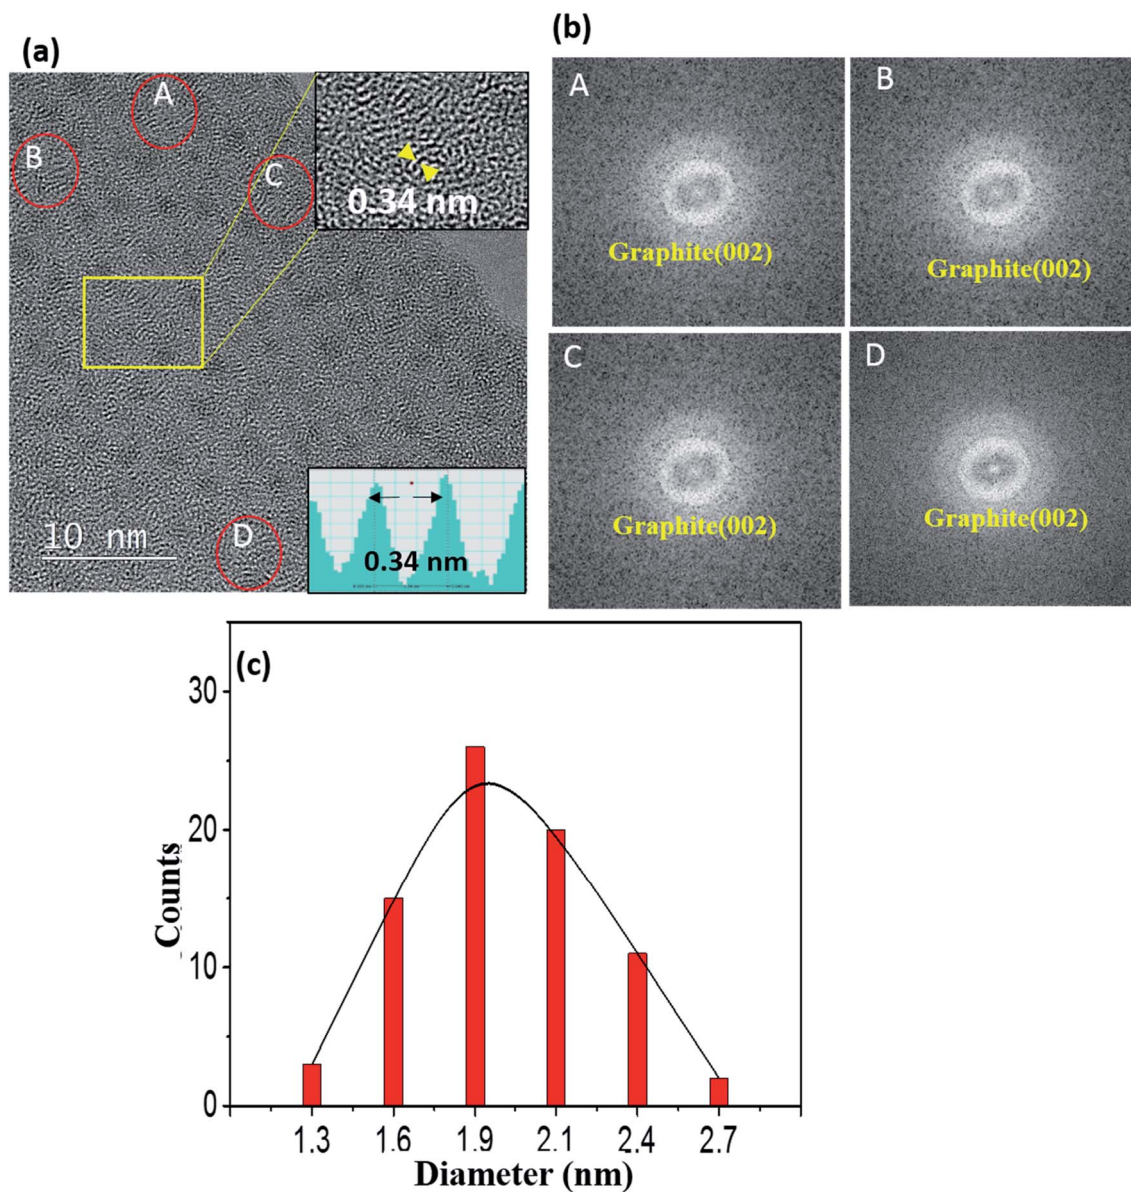 (a)
A
B
C
0.34 nm
10 nm
D
0.34 nm
(b)
A
Graphite(002)
B
Graphite(002)
C
Graphite(002)
D
Graphite(002)
(c)
30
20
10
0
Counts
1.3 1.6 1.9 2.1 2.4 2.7
Diameter (nm)